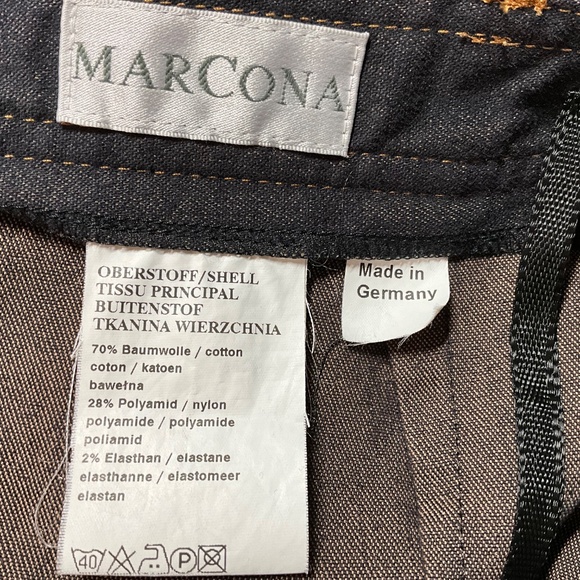 MARCONA
OBERSTOFF/SHELL
TISSU PRINCIPAL
BUITENSTOF
TKANINA WIERZCHNIA
70% Baumwolle / cotton
coton / katoen
bawełna
28% Polyamid / nylon
polyamide / polyamide
poliamid
2% Elasthan / elastane
elasthanne / elastomeer
elastan
40 P
Made in
Germany